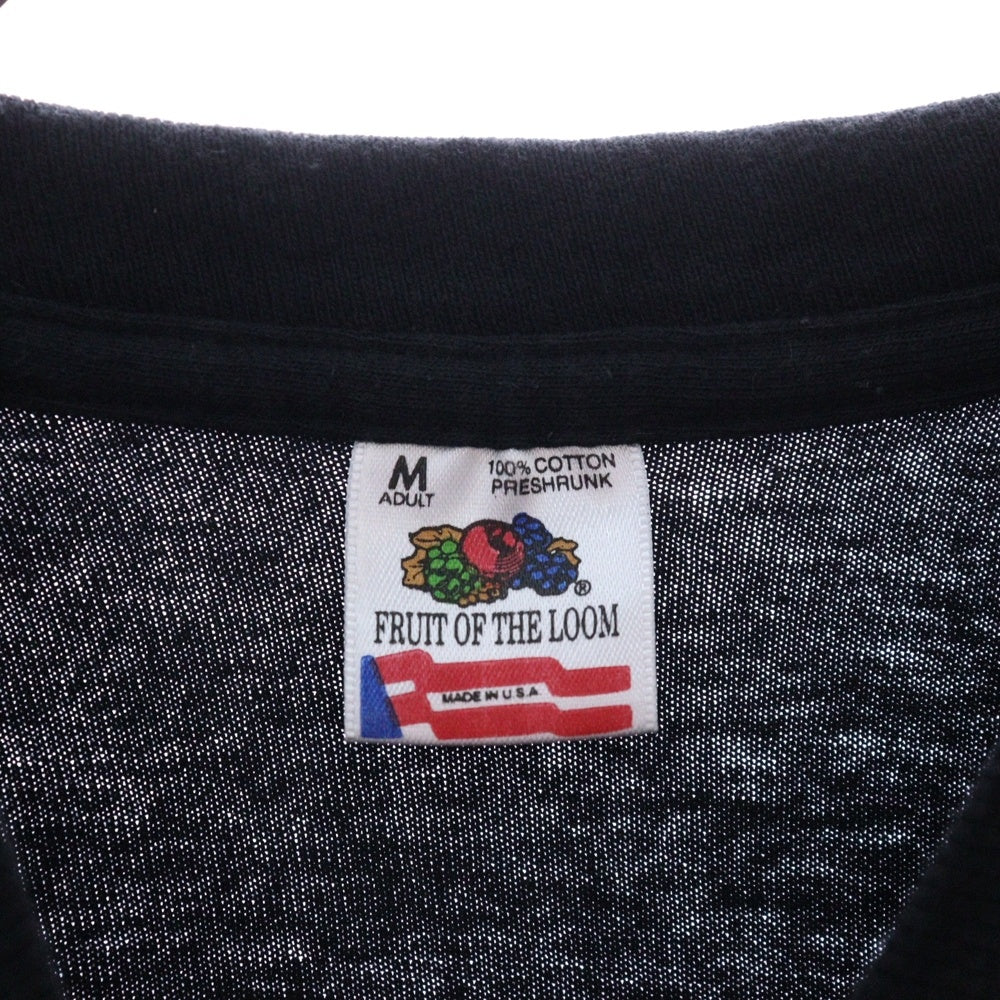 M
ADULT
100% COTTON
PRESHRUNK
®
FRUIT OF THE LOOM
MADE IN U.S.A